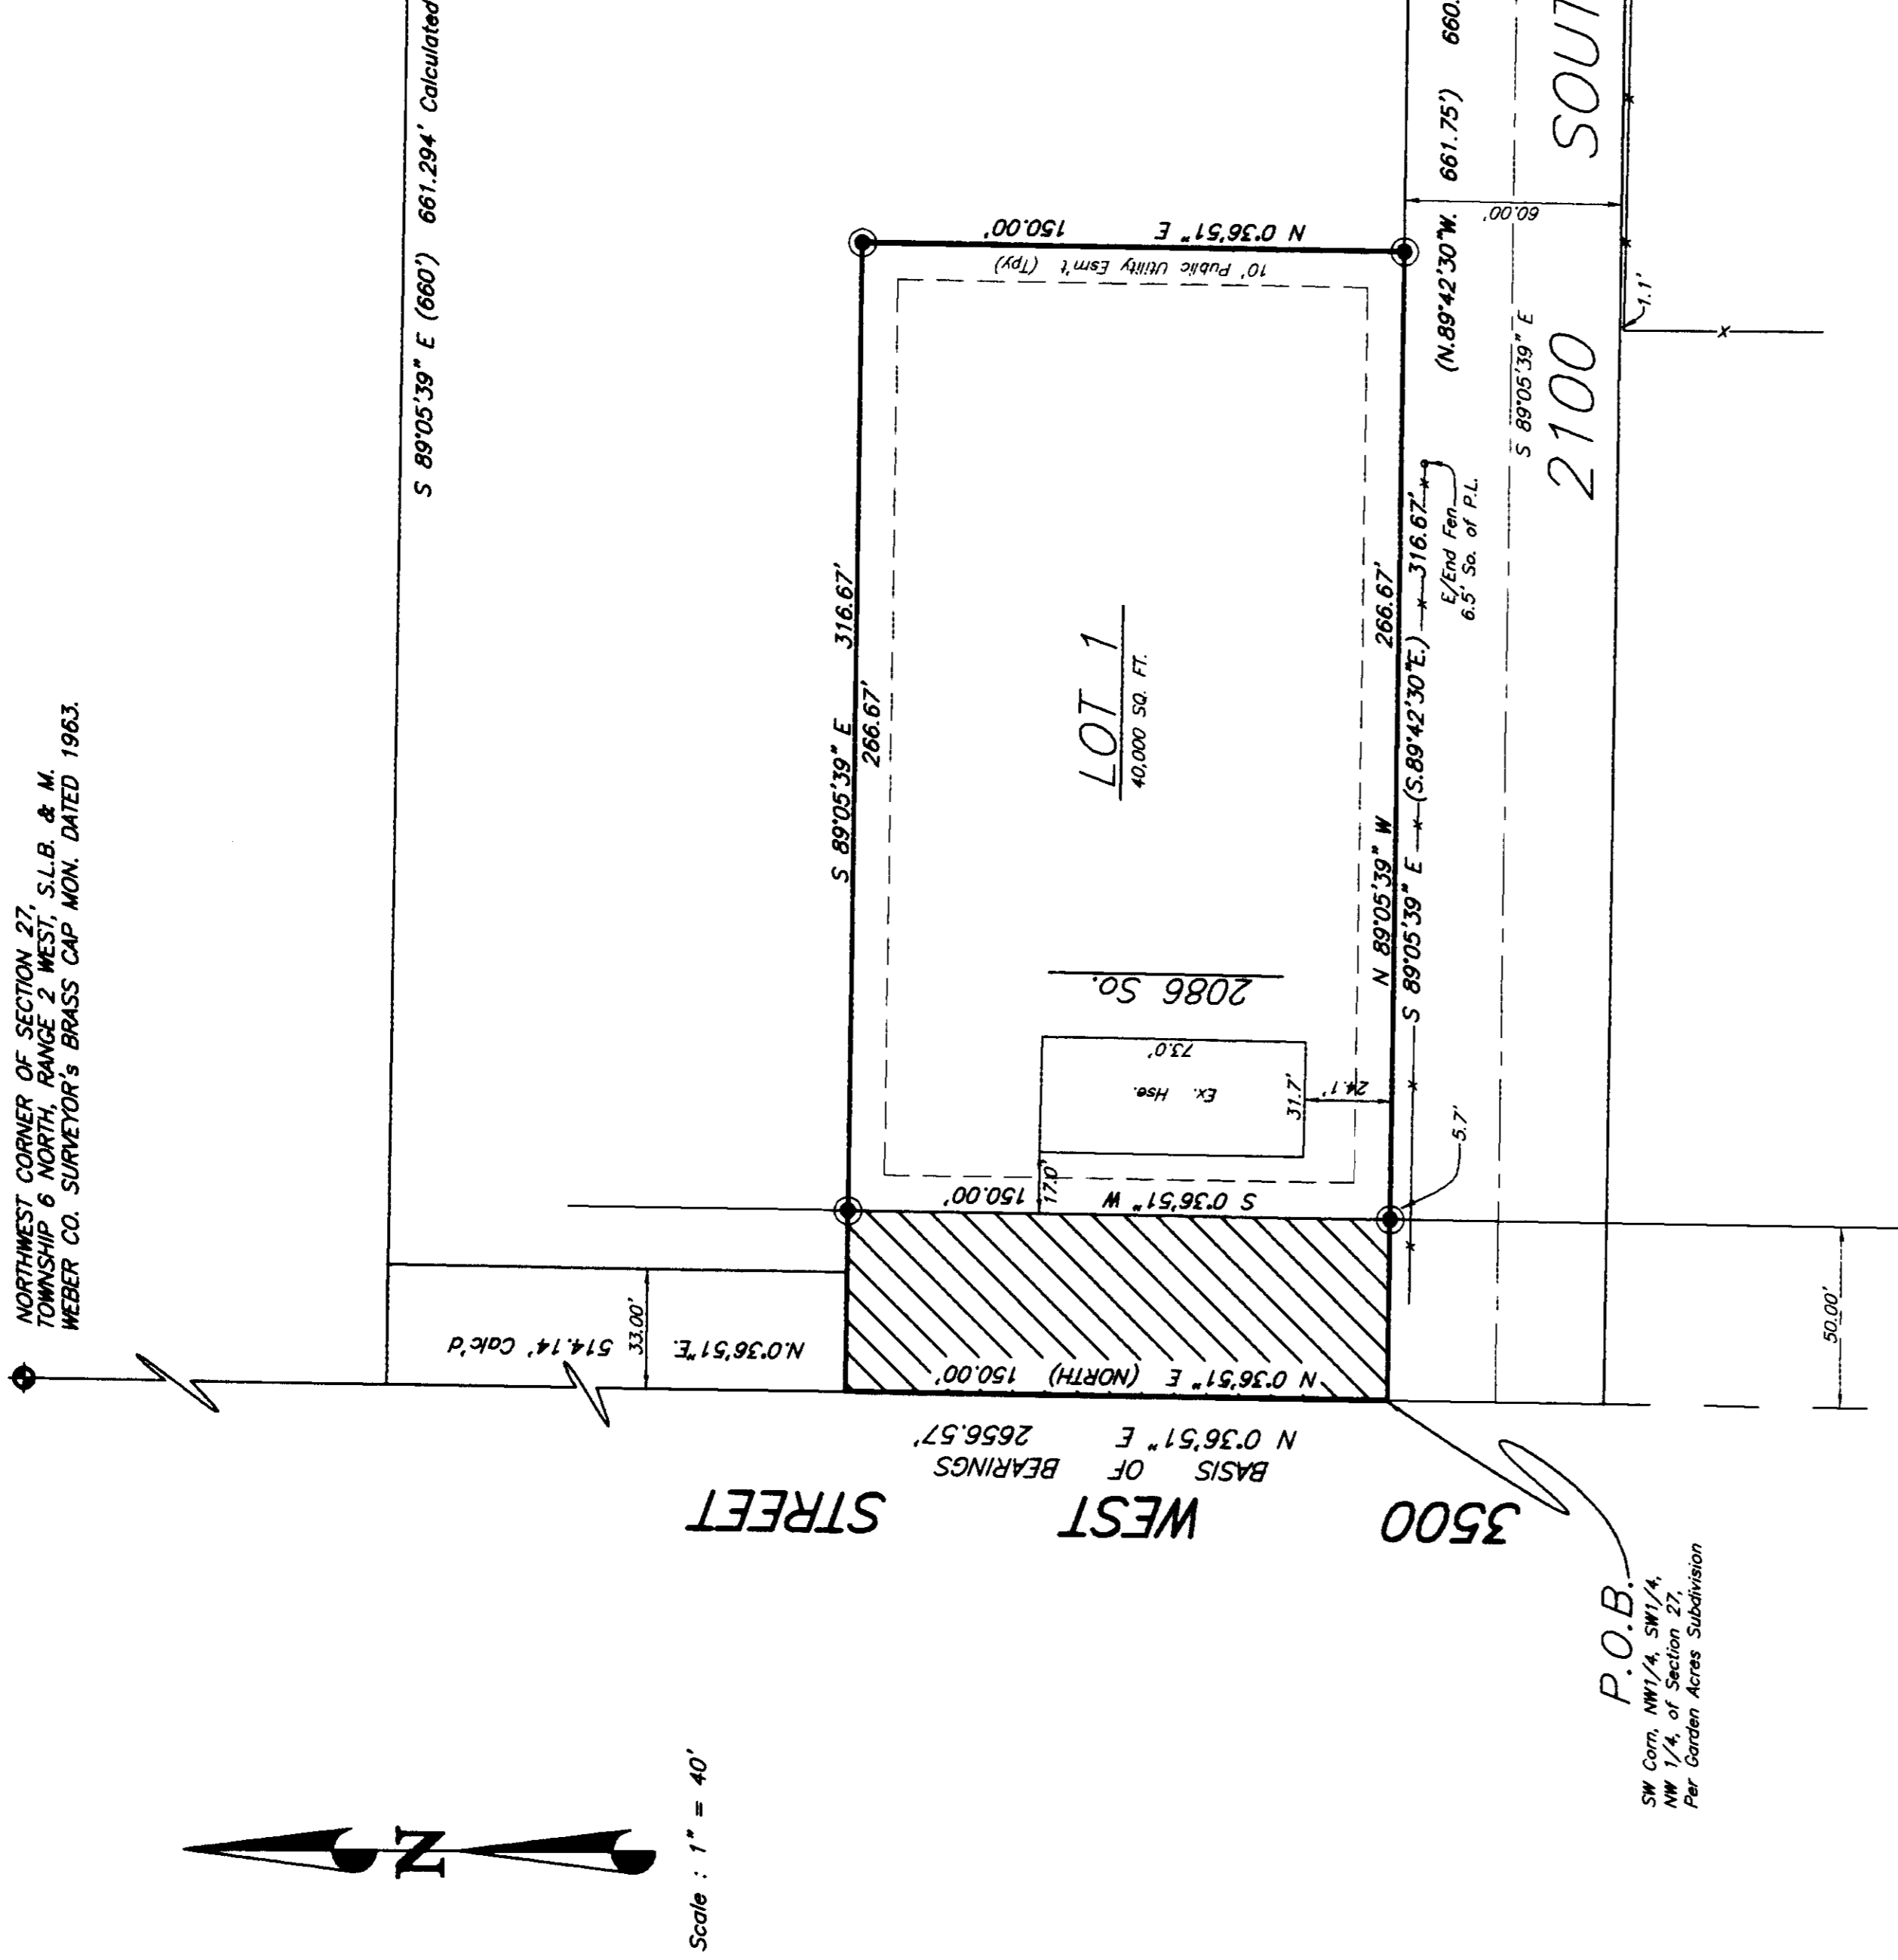 NORTHWEST CORNER OF SECTION 27,
TOWNSHIP 6 NORTH, RANGE 2 WEST, S.L.B. & M.
WEBER CO. SURVEYOR's BRASS CAP MON. DATED 1963.
S 89°05'39" E (660') 661.294' Calculated
N.0°36'51"E. 514.14' Calc'd
33.00'
S 89°05'39" E 316.67'
266.67'
N 0°36'51" E 150.00'
10' Public Utility Esm't (Tpy)
LOT 1
40,000 SQ. FT.
2086 So.
Ex. Hse.
73.0'
31.7'
24.1'
17.0'
S 0°36'51" W 150.00'
N 0°36'51" E (NORTH) 150.00'
N 89°05'39" W 266.67'
S 89°05'39" E (S.89°42'30"E.) 316.67'
E/End Fen.
6.5' So. of P.L.
(N.89°42'30"W. 661.75') 660.
60.00'
S 89°05'39" E
2100 SOUT
1.1'
5.7'
50.00'
N 0°36'51" E 2656.57'
BASIS OF BEARINGS
3500 WEST STREET
P.O.B.
SW Corn, NW1/4, SW1/4,
NW 1/4, of Section 27,
Per Garden Acres Subdivision
N
Scale : 1" = 40'